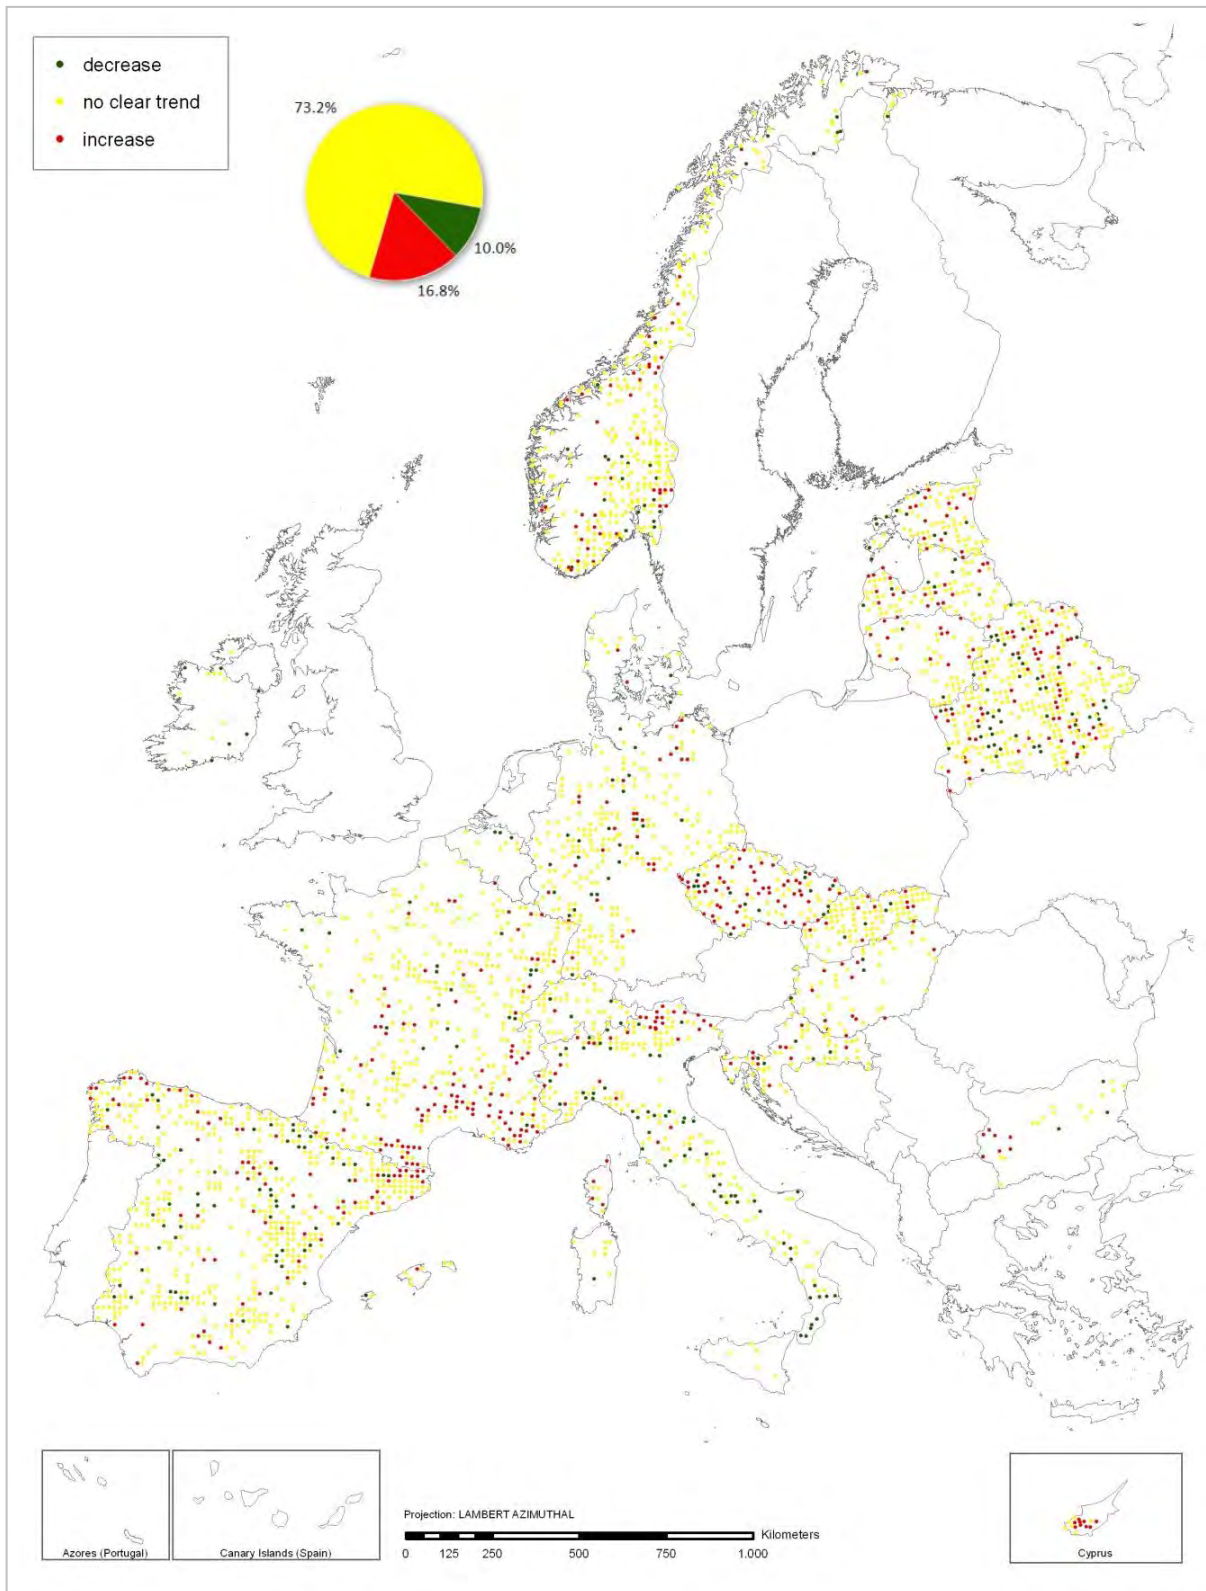 decrease
no clear trend
increase
73.2%
10.0%
16.8%
Projection: LAMBERT AZIMUTHAL
Kilometers
0 125 250 500 750 1.000
Azores (Portugal)
Canary Islands (Spain)
Cyprus